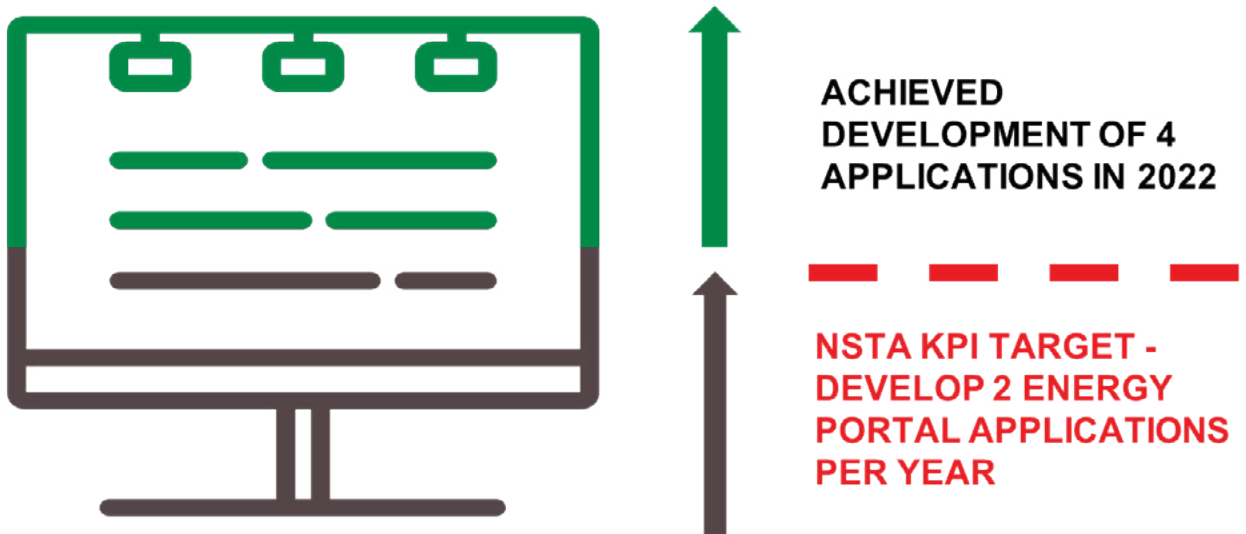 ACHIEVED
DEVELOPMENT OF 4
APPLICATIONS IN 2022
NSTA KPI TARGET -
DEVELOP 2 ENERGY
PORTAL APPLICATIONS
PER YEAR